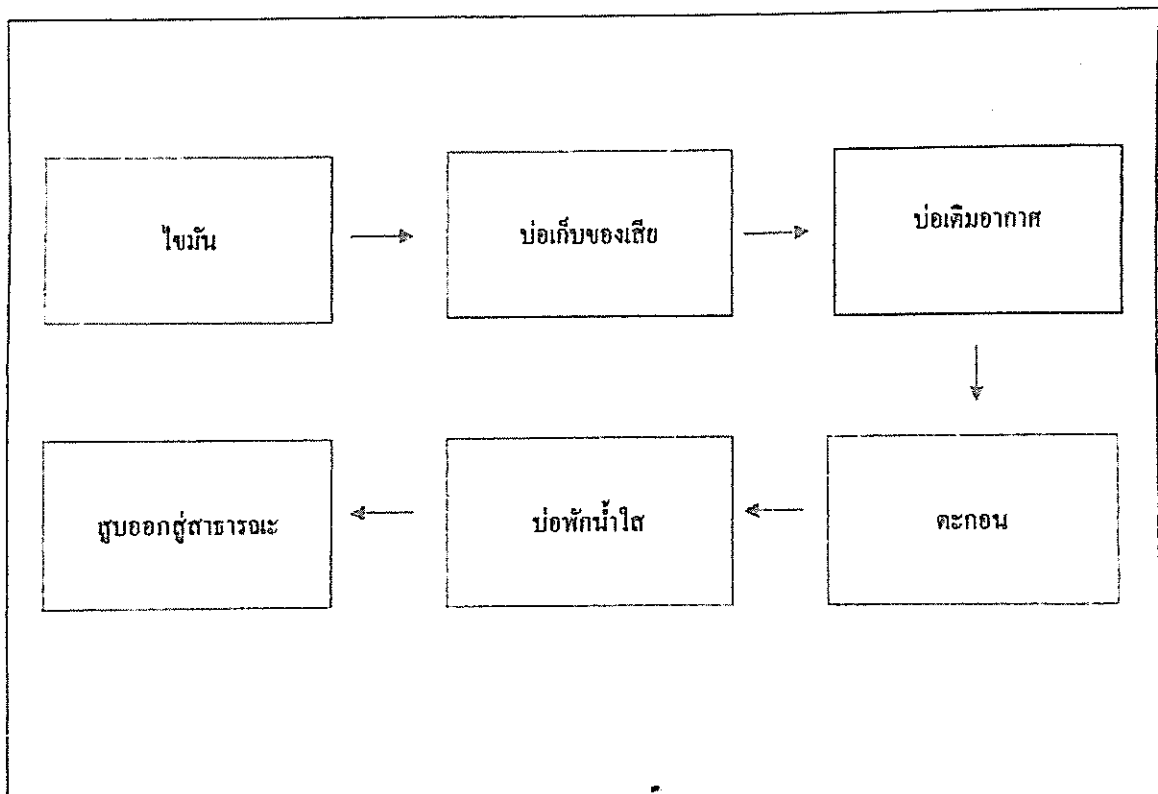 ไขมัน
บ่อเก็บของเสีย
บ่อเติมอากาศ
ตะกอน
บ่อพักน้ำใส
สูบออกสู่สาธารณะ